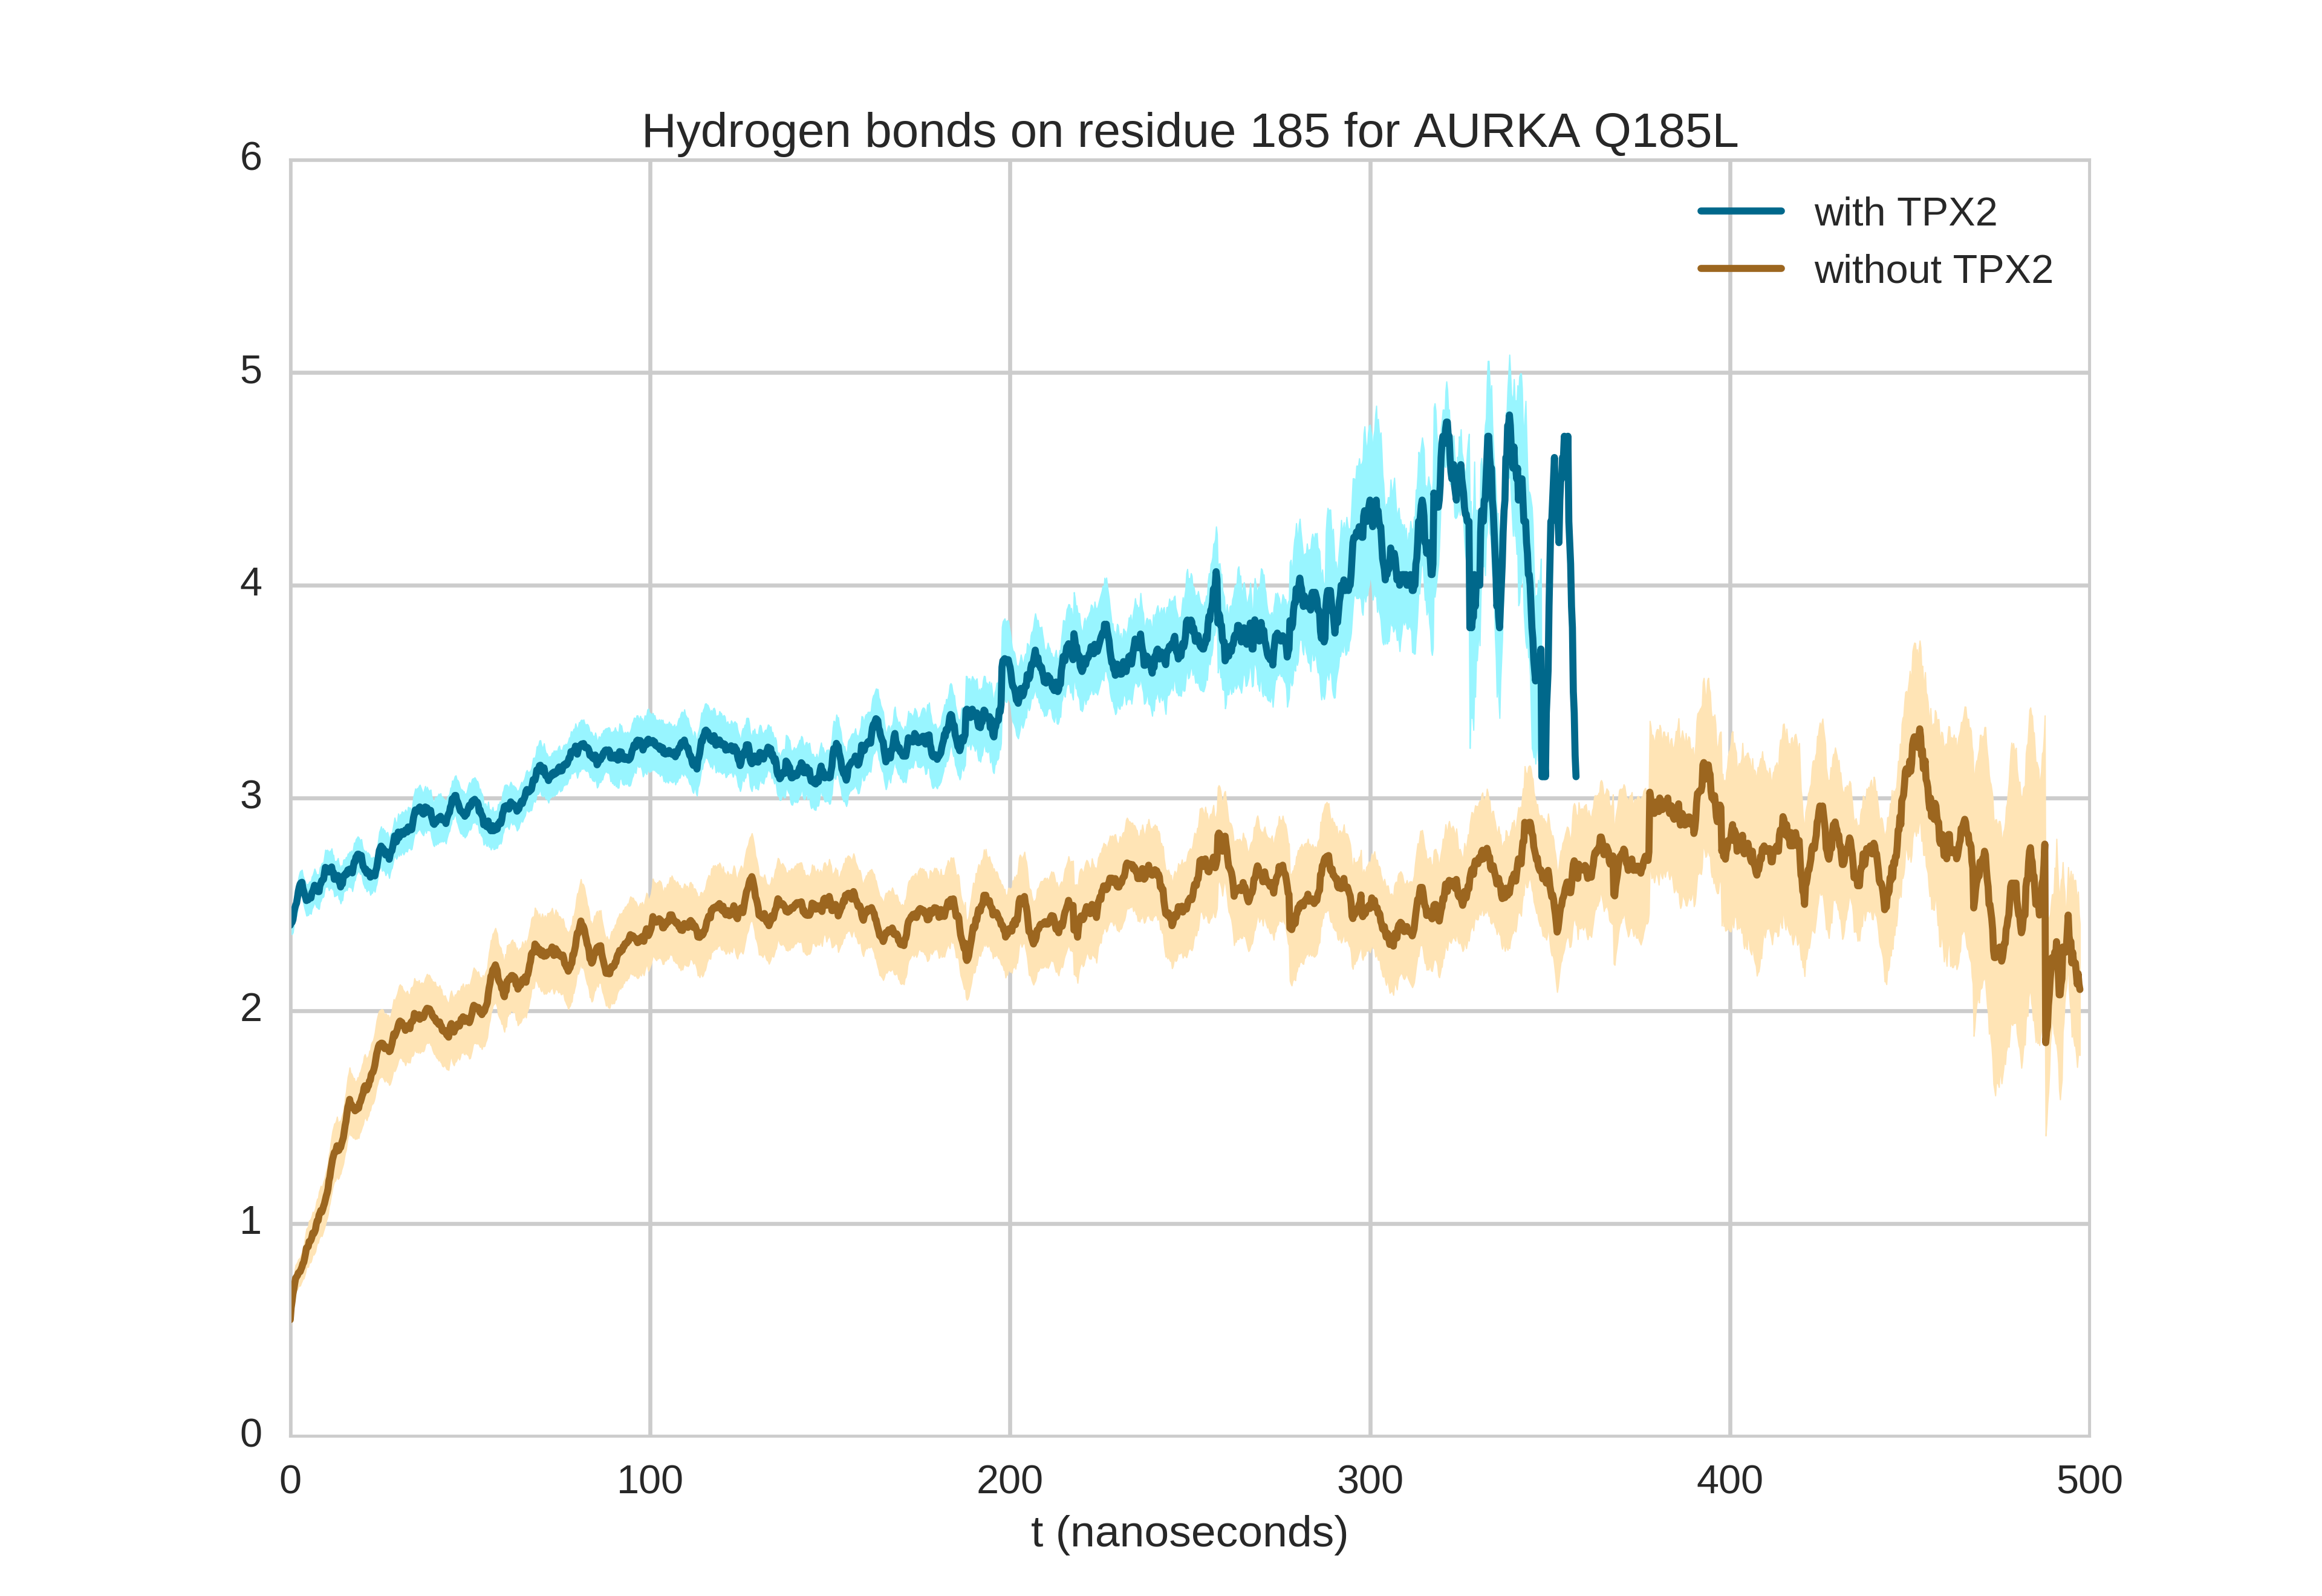 Hydrogen bonds on residue 185 for AURKA Q185L
with TPX2
without TPX2
6
5
4
3
2
1
0
0 100 200 300 400 500
t (nanoseconds)